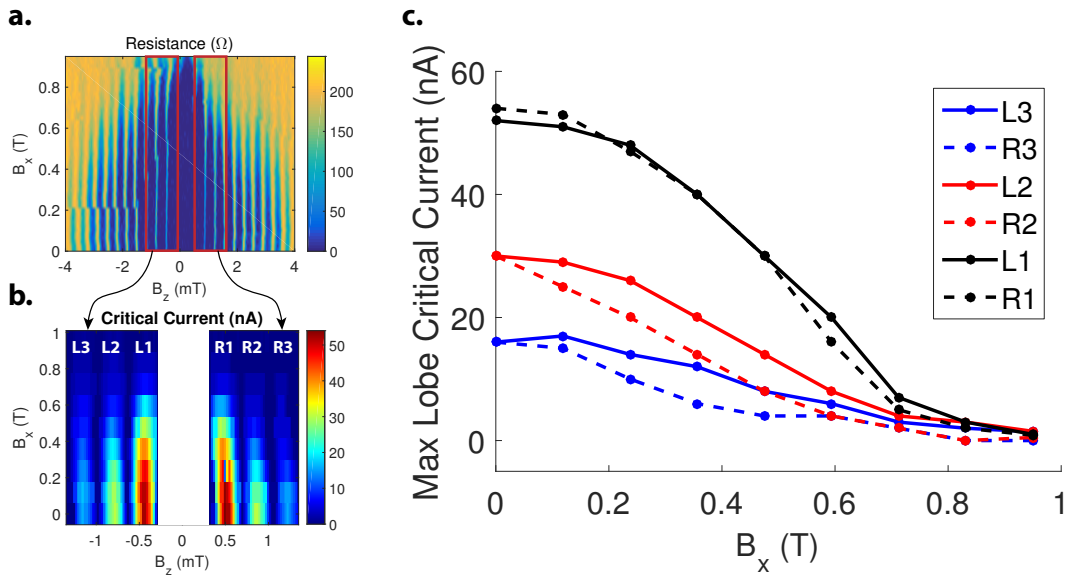 a.
Resistance (Ω)
B_x (T)
0.8
0.6
0.4
0.2
0
-4 -2 0 2 4
B_z (mT)
200
150
100
50
0
b.
Critical Current (nA)
L3 L2 L1
R1 R2 R3
B_x (T)
1
0.8
0.6
0.4
0.2
0
-1 -0.5 0 0.5 1
B_z (mT)
50
40
30
20
10
0
c.
Max Lobe Critical Current (nA)
60
40
20
0
0 0.2 0.4 0.6 0.8 1
B_x (T)
L3
R3
L2
R2
L1
R1